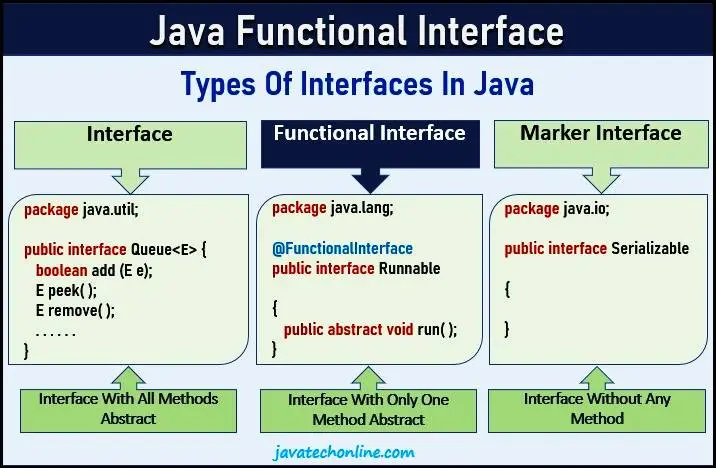 Java Functional Interface
Types Of Interfaces In Java
Interface
package java.util;
public interface Queue<E> {
boolean add (E e);
E peek( );
E remove( );
. . . . . .
}
Interface With All Methods
Abstract
Functional Interface
package java.lang;
@FunctionalInterface
public interface Runnable
{
public abstract void run( );
}
Interface With Only One
Method Abstract
Marker Interface
package java.io;
public interface Serializable
{
}
Interface Without Any
Method
javatechonline.com